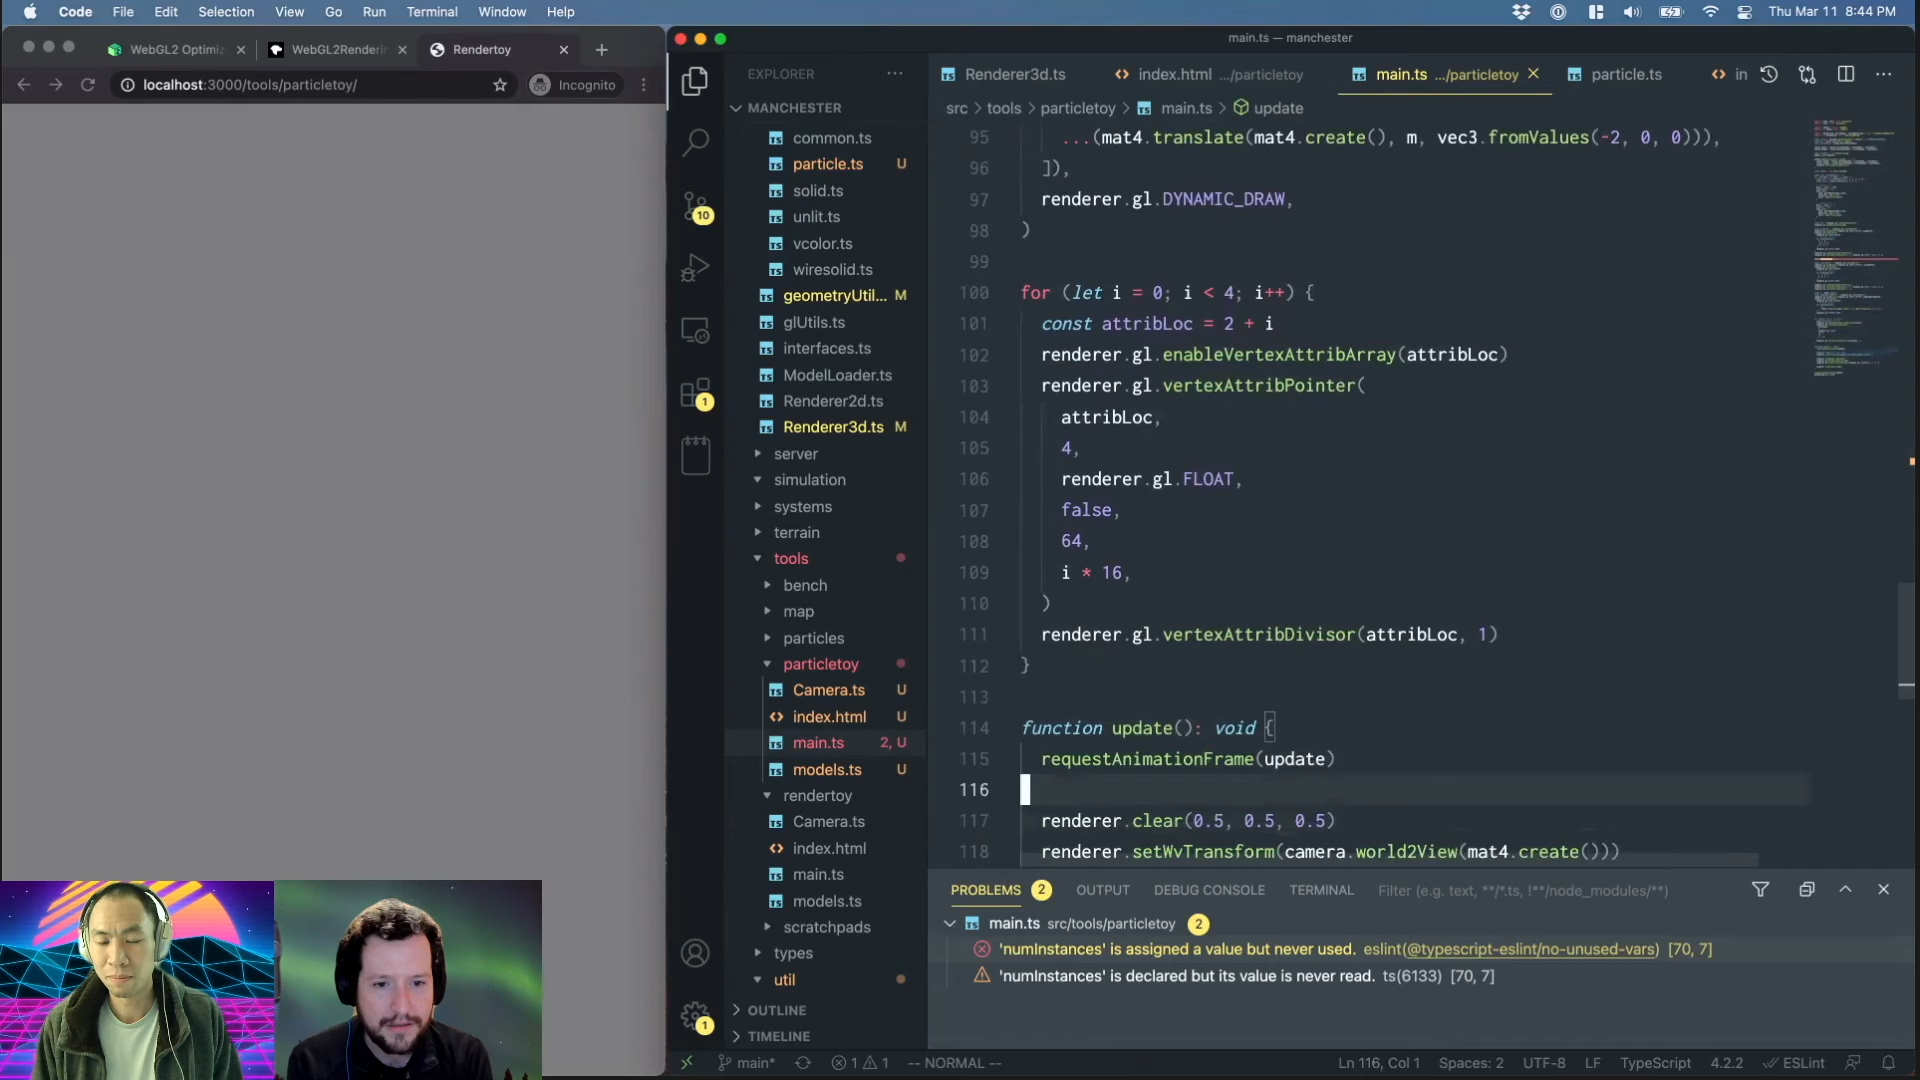 Code File Edit Selection View Go Run Terminal Window Help
Thu Mar 11 8:44 PM
WebGL2 Optimiz
WebGL2Renderin
Rendertoy
localhost:3000/tools/particletoy/
Incognito
main.ts — manchester
EXPLORER
MANCHESTER
common.ts
particle.ts U
solid.ts
unlit.ts
vcolor.ts
wiresolid.ts
geometryUtil... M
glUtils.ts
interfaces.ts
ModelLoader.ts
Renderer2d.ts
Renderer3d.ts M
server
simulation
systems
terrain
tools
bench
map
particles
particletoy
Camera.ts U
index.html U
main.ts 2, U
models.ts U
rendertoy
Camera.ts
index.html
main.ts
models.ts
scratchpads
types
util
OUTLINE
TIMELINE
10
1
1
Renderer3d.ts
index.html .../particletoy
main.ts .../particletoy
particle.ts
in
src > tools > particletoy > main.ts > update
95 ...(mat4.translate(mat4.create(), m, vec3.fromValues(-2, 0, 0))),
96 ]),
97 renderer.gl.DYNAMIC_DRAW,
98 )
99
100 for (let i = 0; i < 4; i++) {
101 const attribLoc = 2 + i
102 renderer.gl.enableVertexAttribArray(attribLoc)
103 renderer.gl.vertexAttribPointer(
104 attribLoc,
105 4,
106 renderer.gl.FLOAT,
107 false,
108 64,
109 i * 16,
110 )
111 renderer.gl.vertexAttribDivisor(attribLoc, 1)
112 }
113
114 function update(): void {
115 requestAnimationFrame(update)
116
117 renderer.clear(0.5, 0.5, 0.5)
118 renderer.setWvTransform(camera.world2View(mat4.create()))
PROBLEMS 2 OUTPUT DEBUG CONSOLE TERMINAL Filter (e.g. text, **/*.ts, !**/node_modules/**)
main.ts src/tools/particletoy 2
'numInstances' is assigned a value but never used. eslint(@typescript-eslint/no-unused-vars) [70, 7]
'numInstances' is declared but its value is never read. ts(6133) [70, 7]
main* 1 1 -- NORMAL -- Ln 116, Col 1 Spaces: 2 UTF-8 LF TypeScript 4.2.2 ESLint